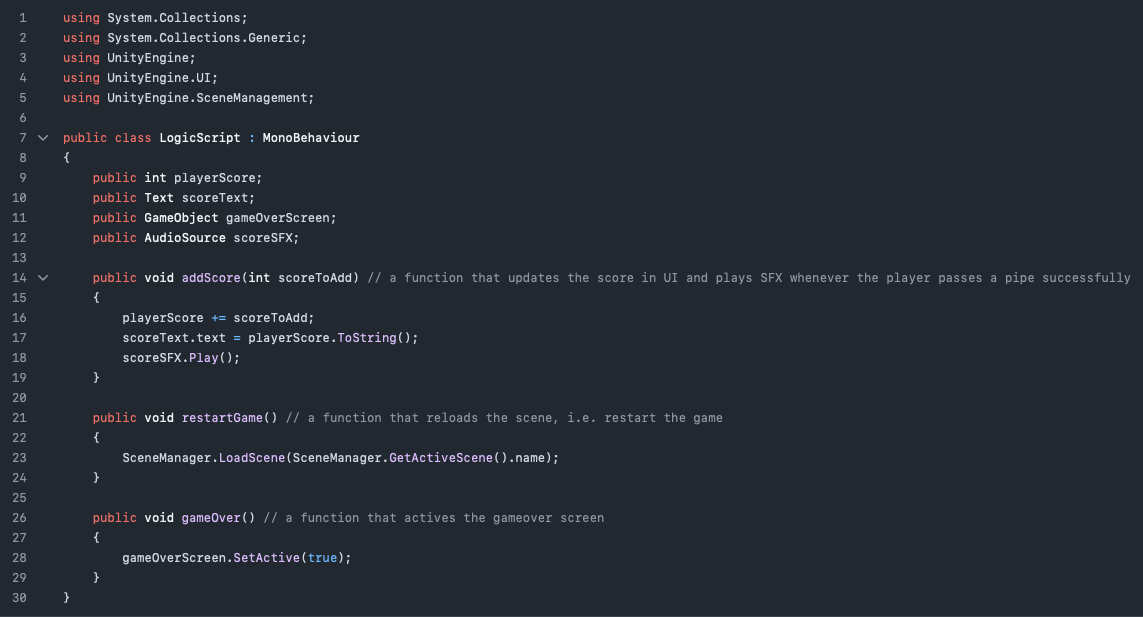 1 using System.Collections;
2 using System.Collections.Generic;
3 using UnityEngine;
4 using UnityEngine.UI;
5 using UnityEngine.SceneManagement;
6
7 public class LogicScript : MonoBehaviour
8 {
9     public int playerScore;
10     public Text scoreText;
11     public GameObject gameOverScreen;
12     public AudioSource scoreSFX;
13
14     public void addScore(int scoreToAdd) // a function that updates the score in UI and plays SFX whenever the player passes a pipe successfully
15     {
16         playerScore += scoreToAdd;
17         scoreText.text = playerScore.ToString();
18         scoreSFX.Play();
19     }
20
21     public void restartGame() // a function that reloads the scene, i.e. restart the game
22     {
23         SceneManager.LoadScene(SceneManager.GetActiveScene().name);
24     }
25
26     public void gameOver() // a function that actives the gameover screen
27     {
28         gameOverScreen.SetActive(true);
29     }
30 }